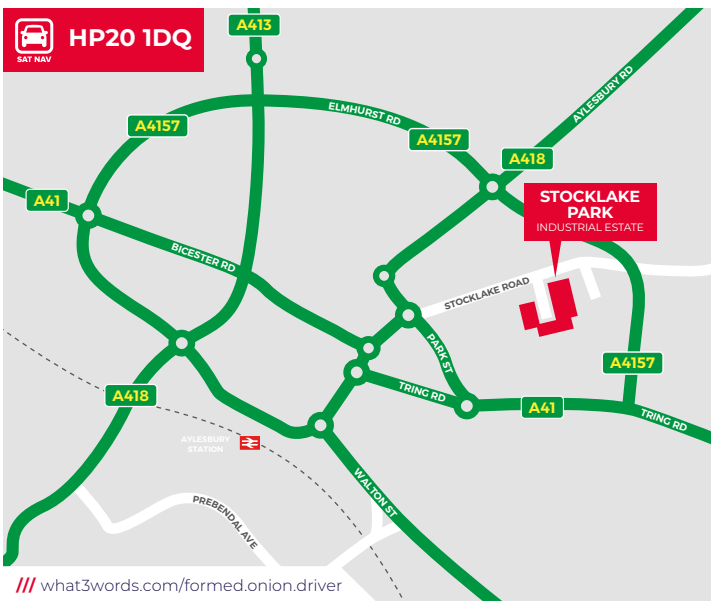 SAT NAV
HP20 1DQ
A413
A4157
ELMHURST RD
A4157
AYLESBURY RD
A418
A41
STOCKLAKE
PARK
INDUSTRIAL ESTATE
BICESTER RD
STOCKLAKE ROAD
PARK ST
A4157
A418
TRING RD
A41
TRING RD
AYLESBURY
STATION
WALTON ST
PREBENDAL AVE
/// what3words.com/formed.onion.driver